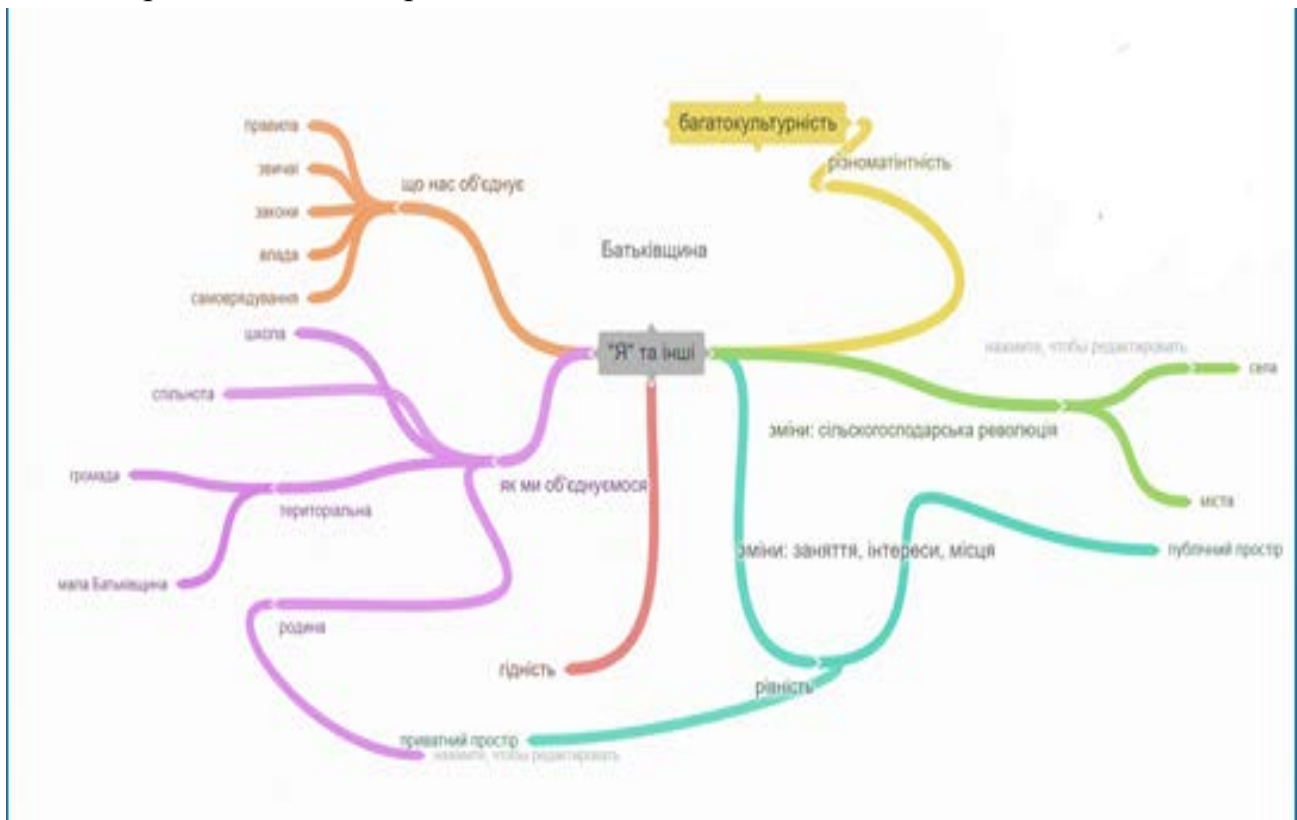 багатокультурність
різноматінтність
правила
звичаї
закони
влада
самоврядування
що нас об'єднує
Батьківщина
"Я" та інші
школа
спільнота
громада
територіальна
мала Батьківщина
як ми об'єднуємося
родина
нажмите, чтобы редактировать
села
зміни: сільскогосподарська революція
міста
зміни: заняття, інтереси, місця
публічний простір
гідність
рівність
приватний простір
нажмите, чтобы редактировать